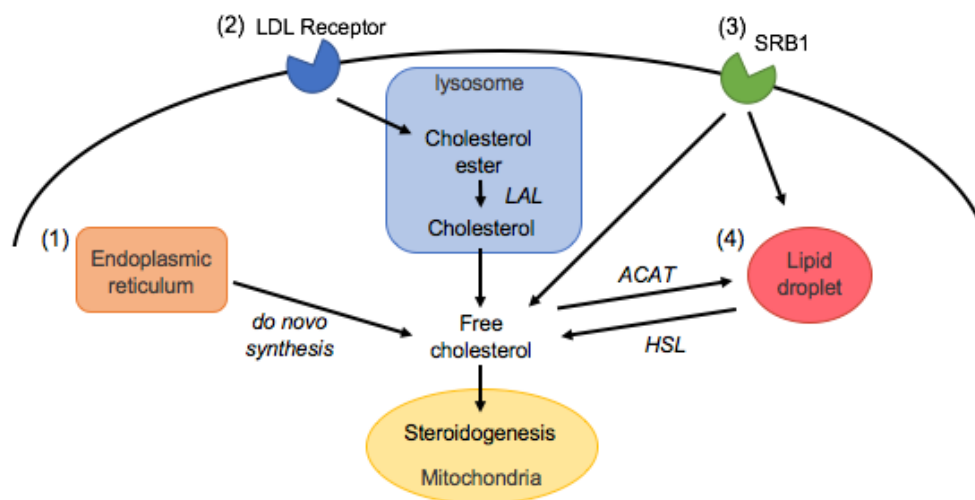 (2) LDL Receptor
(3)
SRB1
lysosome
Cholesterol
ester
LAL
Cholesterol
(1)
Endoplasmic
reticulum
(4)
Lipid
droplet
ACAT
do novo
synthesis
Free
cholesterol
HSL
Steroidogenesis
Mitochondria